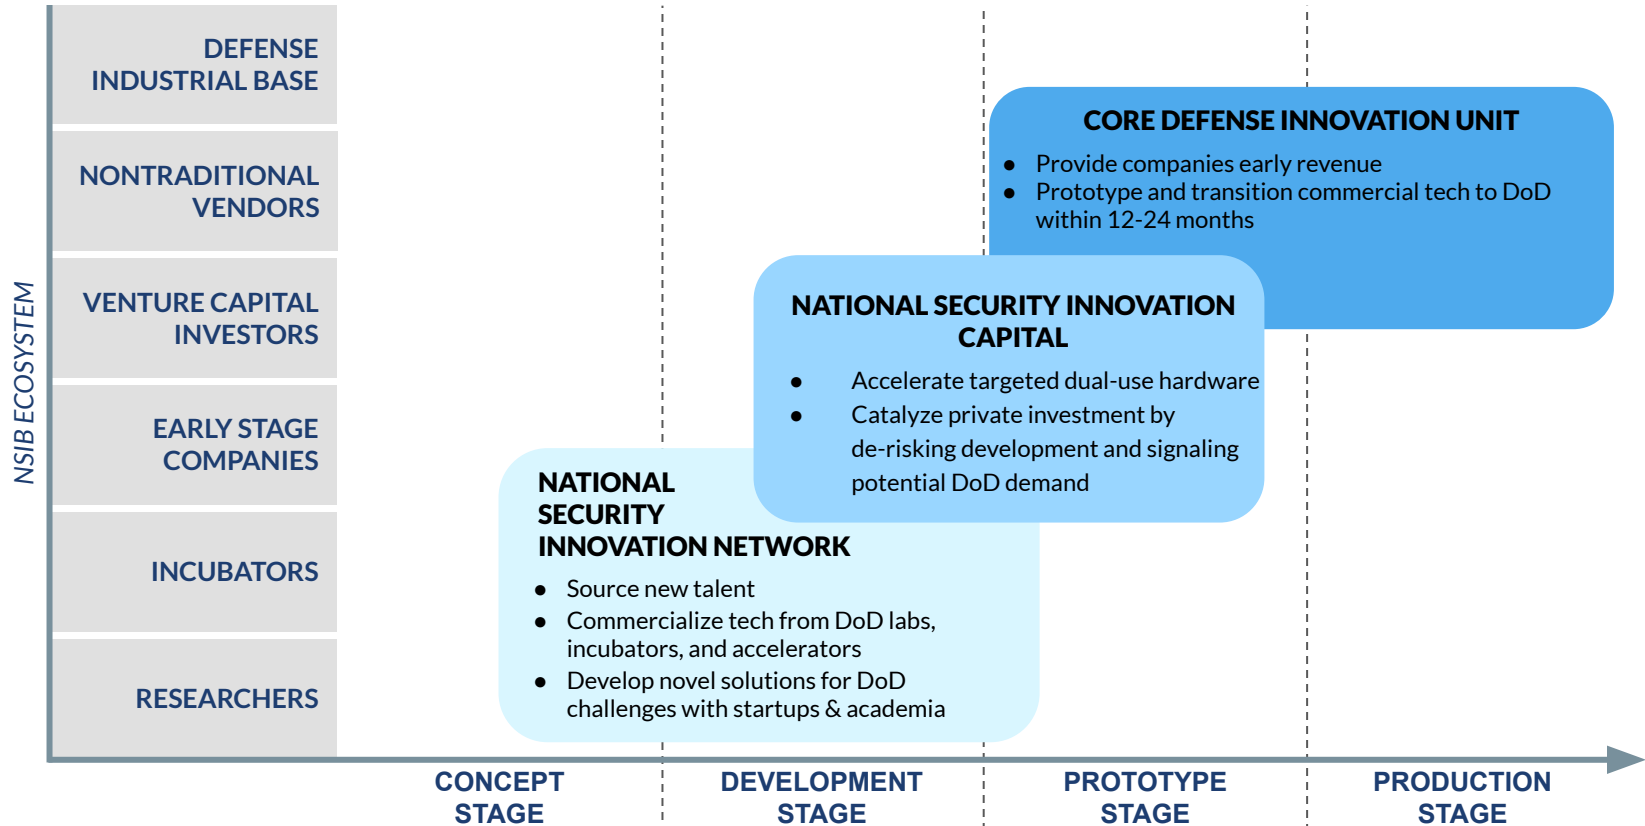 NSIB ECOSYSTEM
DEFENSE
INDUSTRIAL BASE
NONTRADITIONAL
VENDORS
VENTURE CAPITAL
INVESTORS
EARLY STAGE
COMPANIES
INCUBATORS
RESEARCHERS
CORE DEFENSE INNOVATION UNIT
● Provide companies early revenue
● Prototype and transition commercial tech to DoD
within 12-24 months
NATIONAL SECURITY INNOVATION
CAPITAL
● Accelerate targeted dual-use hardware
● Catalyze private investment by
de-risking development and signaling
potential DoD demand
NATIONAL
SECURITY
INNOVATION NETWORK
● Source new talent
● Commercialize tech from DoD labs,
incubators, and accelerators
● Develop novel solutions for DoD
challenges with startups & academia
CONCEPT
STAGE
DEVELOPMENT
STAGE
PROTOTYPE
STAGE
PRODUCTION
STAGE